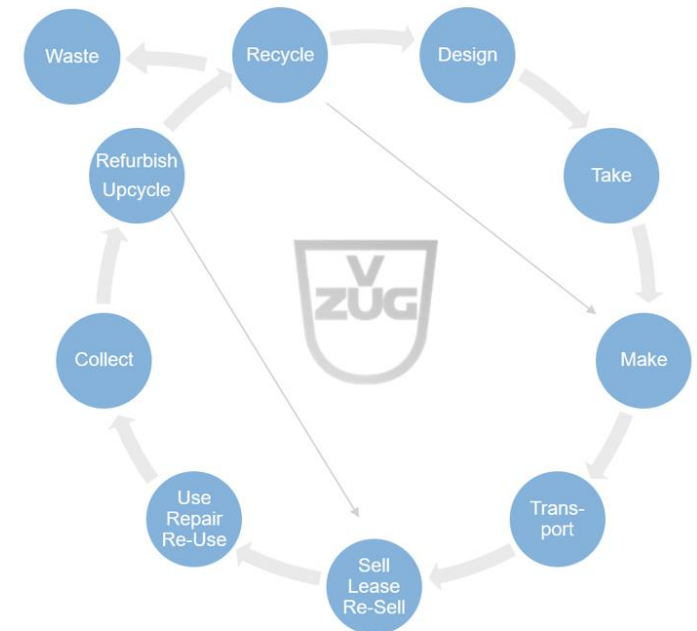 Waste
Recycle
Design
Refurbish
Upcycle
Take
V
ZUG
Collect
Make
Use
Repair
Re-Use
Trans-
port
Sell
Lease
Re-Sell